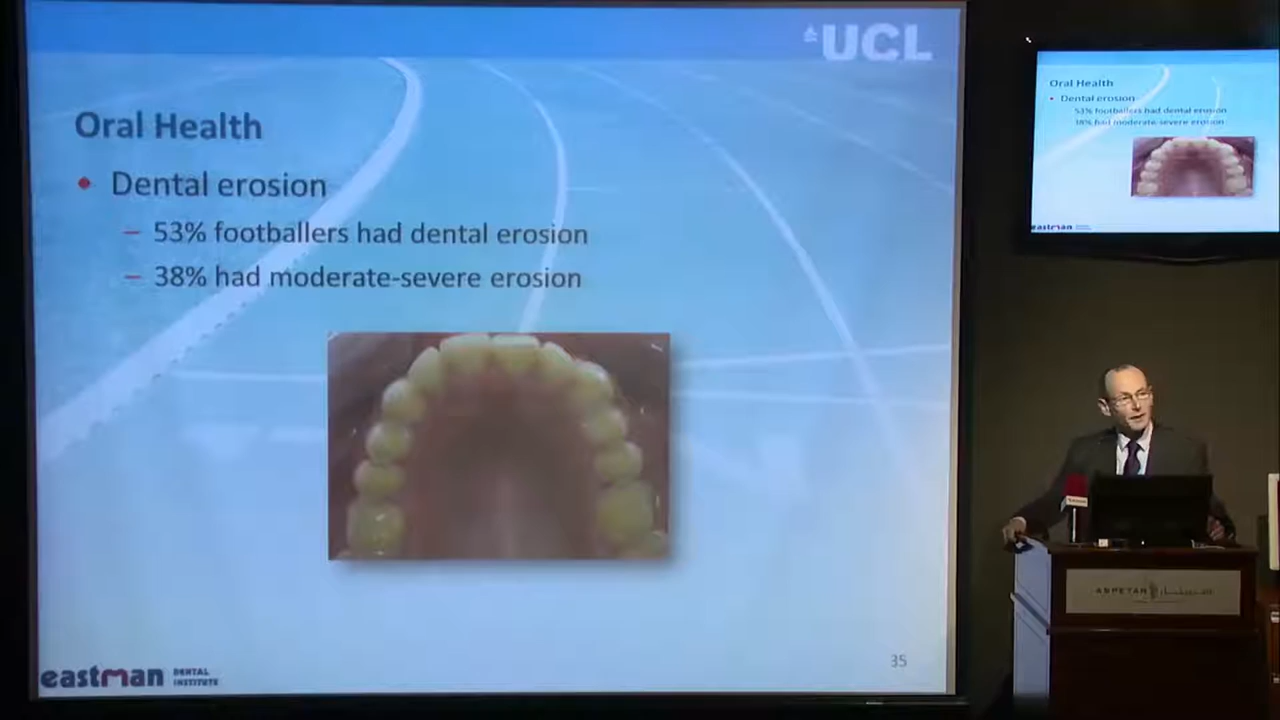 UCL
Oral Health
Dental erosion
– 53% footballers had dental erosion
– 38% had moderate-severe erosion
35
eastman DENTAL
INSTITUTE
Oral Health
Dental erosion
53% footballers had dental erosion
38% had moderate-severe erosion
eastman
ASPETAR